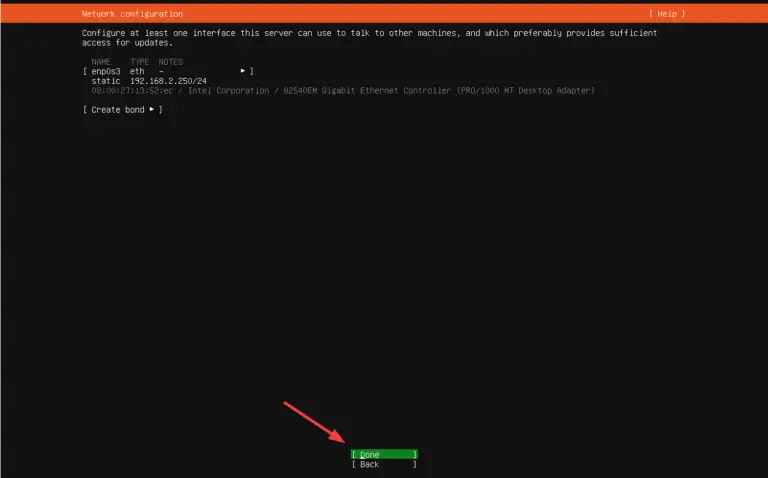 Network configuration [ Help ]
Configure at least one interface this server can use to talk to other machines, and which preferably provides sufficient
access for updates.
NAME TYPE NOTES
[ enp0s3 eth - ▸ ]
static 192.168.2.250/24
08:00:27:13:52:ec / Intel Corporation / 82540EM Gigabit Ethernet Controller (PRO/1000 MT Desktop Adapter)
[ Create bond ▸ ]
[ Done ]
[ Back ]